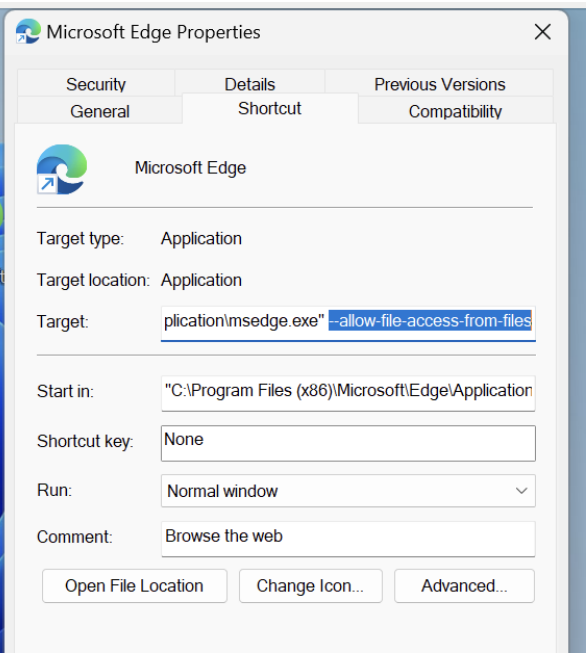 Microsoft Edge Properties
Security Details Previous Versions
General Shortcut Compatibility
Microsoft Edge
Target type: Application
Target location: Application
Target: plication\msedge.exe" --allow-file-access-from-files
Start in: "C:\Program Files (x86)\Microsoft\Edge\Application
Shortcut key: None
Run: Normal window
Comment: Browse the web
Open File Location Change Icon... Advanced...